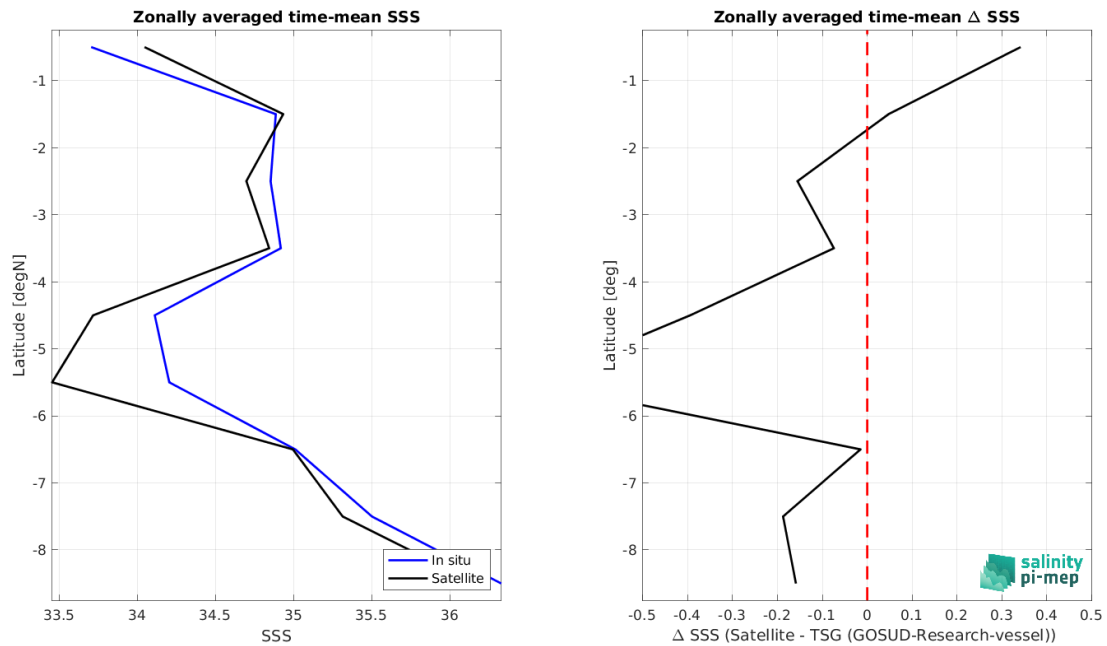 Zonally averaged time-mean SSS
-1
-2
-3
-4
-5
-6
-7
-8
Latitude [degN]
33.5 34 34.5 35 35.5 36
SSS
In situ
Satellite
Zonally averaged time-mean Δ SSS
-1
-2
-3
-4
-5
-6
-7
-8
Latitude [deg]
-0.5 -0.4 -0.3 -0.2 -0.1 0 0.1 0.2 0.3 0.4 0.5
Δ SSS (Satellite - TSG (GOSUD-Research-vessel))
salinity
pi-mep